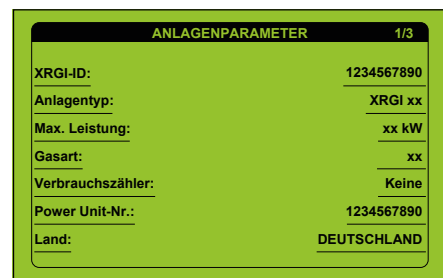 ANLAGENPARAMETER 1/3
XRGI-ID: 1234567890
Anlagentyp: XRGI xx
Max. Leistung: xx kW
Gasart: xx
Verbrauchszähler: Keine
Power Unit-Nr.: 1234567890
Land: DEUTSCHLAND